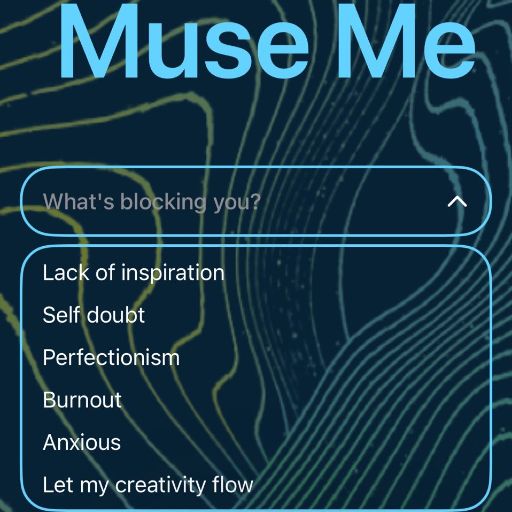 Muse Me
What's blocking you?
Lack of inspiration
Self doubt
Perfectionism
Burnout
Anxious
Let my creativity flow